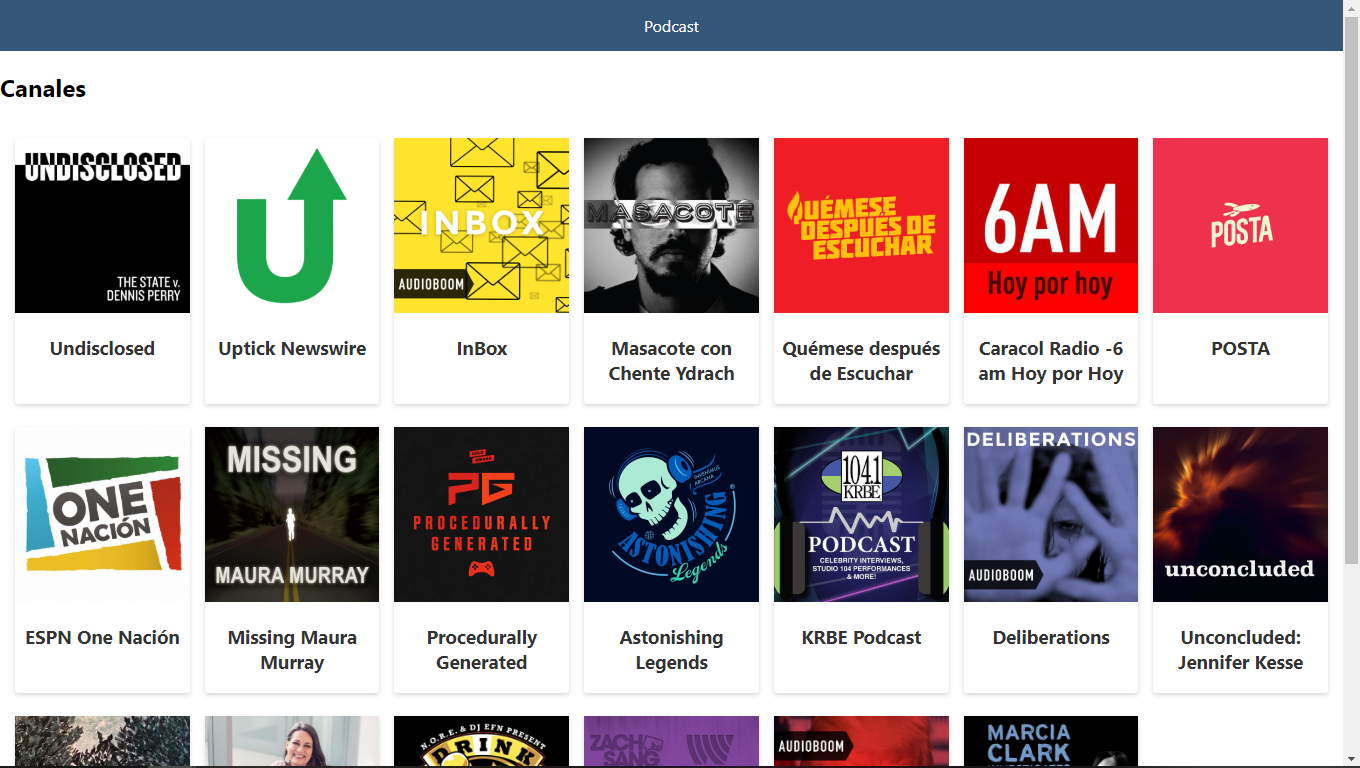 Podcast
Canales
UNDISCLOSED
THE STATE v.
DENNIS PERRY
U
INBOX
AUDIOBOOM
MASACOTE
QUÉMESE
DESPUÉS DE
ESCUCHAR
6AM
Hoy por hoy
POSTA
Undisclosed
Uptick Newswire
InBox
Masacote con
Chente Ydrach
Quémese después
de Escuchar
Caracol Radio -6
am Hoy por Hoy
POSTA
ONE
NACIÓN
MISSING
MAURA MURRAY
PG
PROCEDURALLY
GENERATED
INVENIMUS
ARCANA
ASTONISHING
Legends
104.1
KRBE
PODCAST
CELEBRITY INTERVIEWS,
STUDIO 104 PERFORMANCES
& MORE!
DELIBERATIONS
AUDIOBOOM
unconcluded
ESPN One Nación
Missing Maura
Murray
Procedurally
Generated
Astonishing
Legends
KRBE Podcast
Deliberations
Unconcluded:
Jennifer Kesse
N.O.R.E. & DJ EFN PRESENT
DRINK
ZACH
SANG
AUDIOBOOM
MARCIA
CLARK